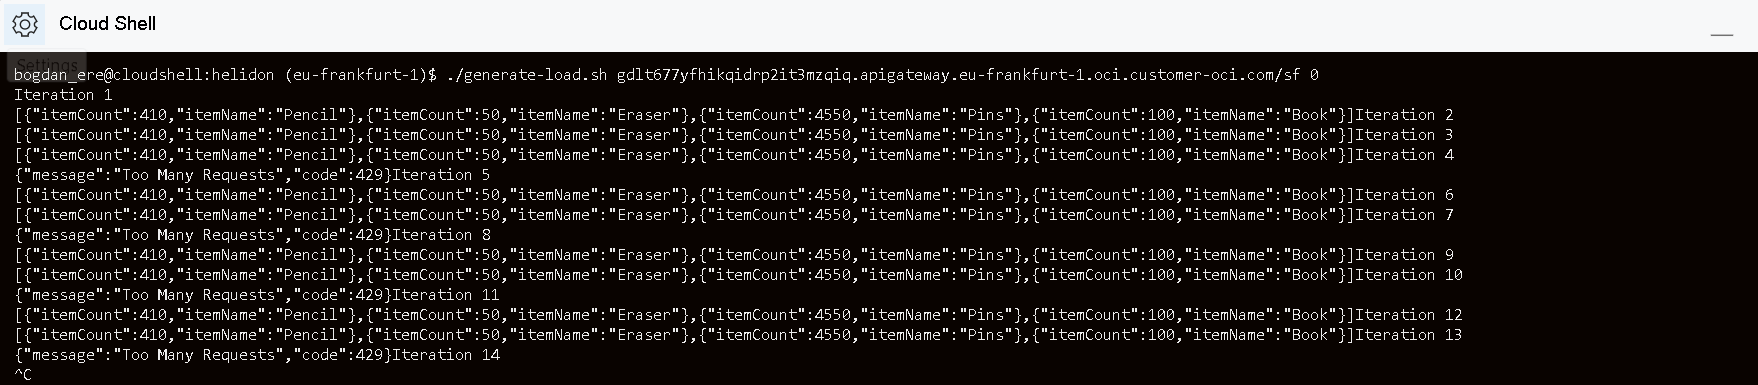 Cloud Shell
Settings
bogdan_ere@cloudshell:helidon (eu-frankfurt-1)$ ./generate-load.sh gdlt677yfhikqidrp2it3mzqiq.apigateway.eu-frankfurt-1.oci.customer-oci.com/sf 0
Iteration 1
[{"itemCount":410,"itemName":"Pencil"},{"itemCount":50,"itemName":"Eraser"},{"itemCount":4550,"itemName":"Pins"},{"itemCount":100,"itemName":"Book"}]Iteration 2
[{"itemCount":410,"itemName":"Pencil"},{"itemCount":50,"itemName":"Eraser"},{"itemCount":4550,"itemName":"Pins"},{"itemCount":100,"itemName":"Book"}]Iteration 3
[{"itemCount":410,"itemName":"Pencil"},{"itemCount":50,"itemName":"Eraser"},{"itemCount":4550,"itemName":"Pins"},{"itemCount":100,"itemName":"Book"}]Iteration 4
{"message":"Too Many Requests","code":429}Iteration 5
[{"itemCount":410,"itemName":"Pencil"},{"itemCount":50,"itemName":"Eraser"},{"itemCount":4550,"itemName":"Pins"},{"itemCount":100,"itemName":"Book"}]Iteration 6
[{"itemCount":410,"itemName":"Pencil"},{"itemCount":50,"itemName":"Eraser"},{"itemCount":4550,"itemName":"Pins"},{"itemCount":100,"itemName":"Book"}]Iteration 7
{"message":"Too Many Requests","code":429}Iteration 8
[{"itemCount":410,"itemName":"Pencil"},{"itemCount":50,"itemName":"Eraser"},{"itemCount":4550,"itemName":"Pins"},{"itemCount":100,"itemName":"Book"}]Iteration 9
[{"itemCount":410,"itemName":"Pencil"},{"itemCount":50,"itemName":"Eraser"},{"itemCount":4550,"itemName":"Pins"},{"itemCount":100,"itemName":"Book"}]Iteration 10
{"message":"Too Many Requests","code":429}Iteration 11
[{"itemCount":410,"itemName":"Pencil"},{"itemCount":50,"itemName":"Eraser"},{"itemCount":4550,"itemName":"Pins"},{"itemCount":100,"itemName":"Book"}]Iteration 12
[{"itemCount":410,"itemName":"Pencil"},{"itemCount":50,"itemName":"Eraser"},{"itemCount":4550,"itemName":"Pins"},{"itemCount":100,"itemName":"Book"}]Iteration 13
{"message":"Too Many Requests","code":429}Iteration 14
^C